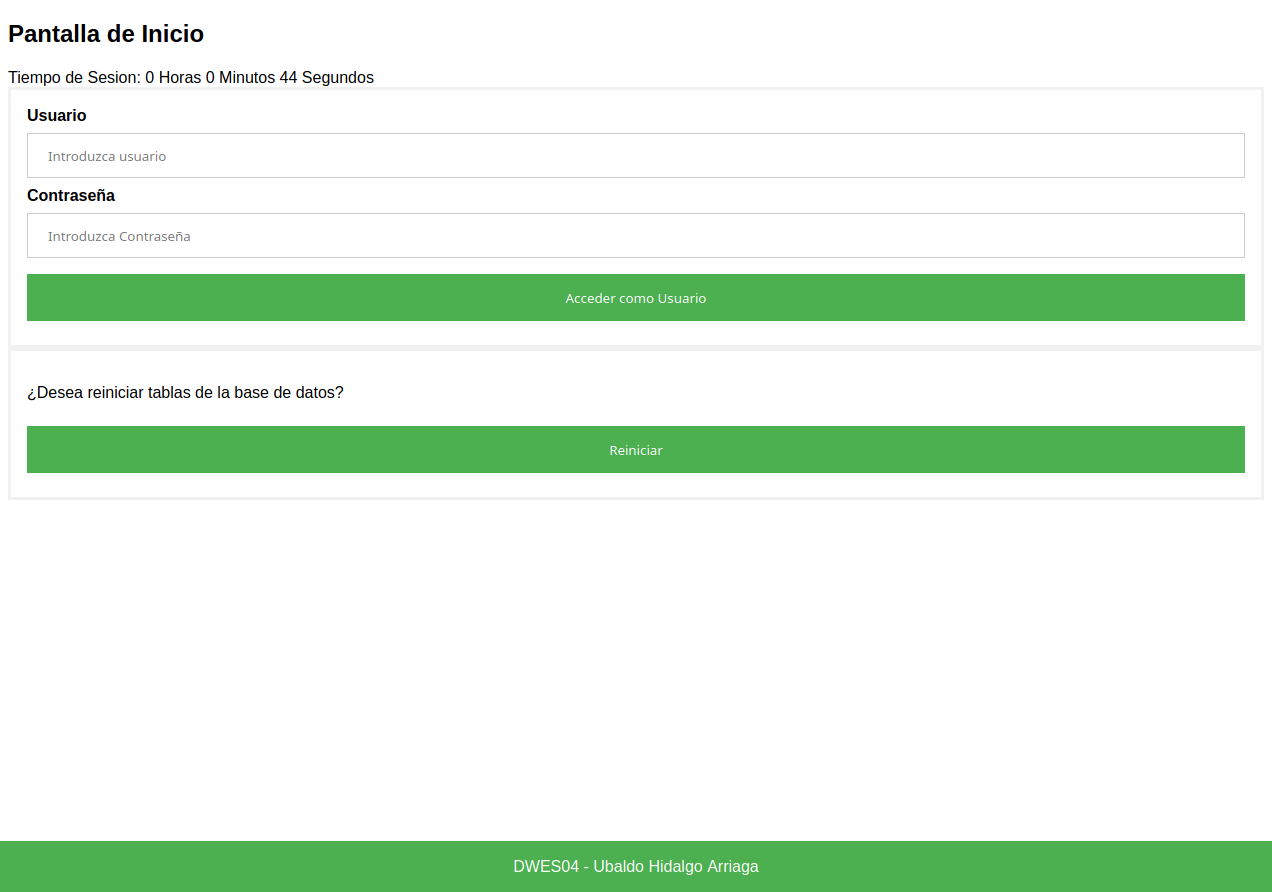 Pantalla de Inicio
Tiempo de Sesion: 0 Horas 0 Minutos 44 Segundos
Usuario
Introduzca usuario
Contraseña
Introduzca Contraseña
Acceder como Usuario
¿Desea reiniciar tablas de la base de datos?
Reiniciar
DWES04 - Ubaldo Hidalgo Arriaga